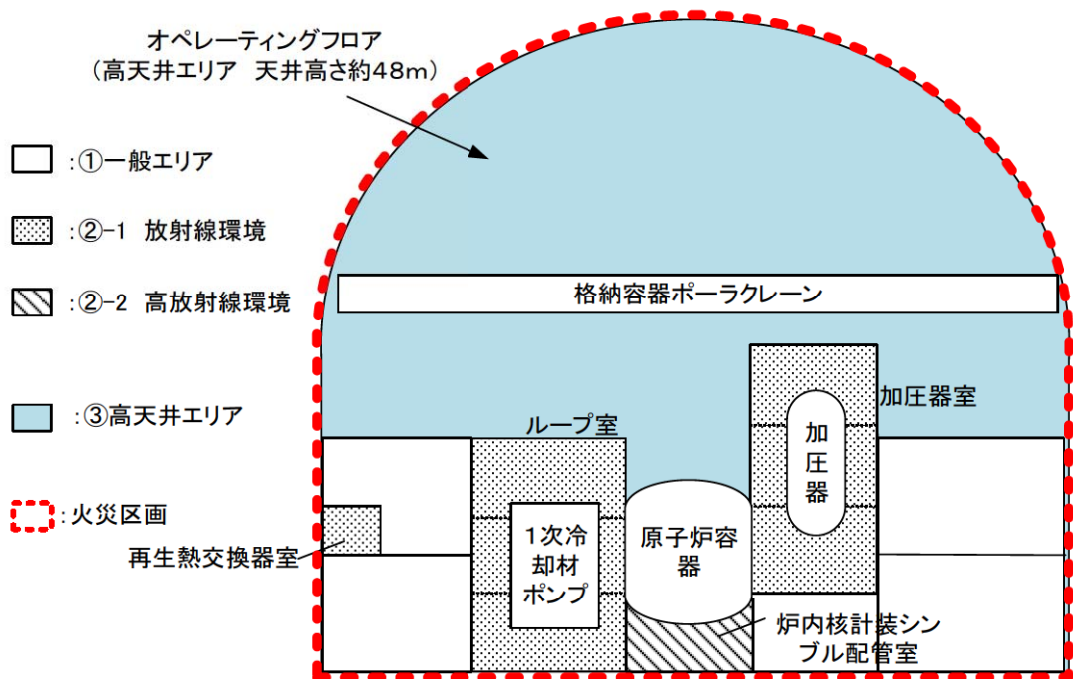 オペレーティングフロア
(高天井エリア　天井高さ約48m)
:①一般エリア
:②-1　放射線環境
:②-2　高放射線環境
:③高天井エリア
:火災区画
格納容器ポーラクレーン
ループ室
加圧器室
加
圧
器
1次冷
却材
ポンプ
原子炉容
器
再生熱交換器室
炉内核計装シン
ブル配管室